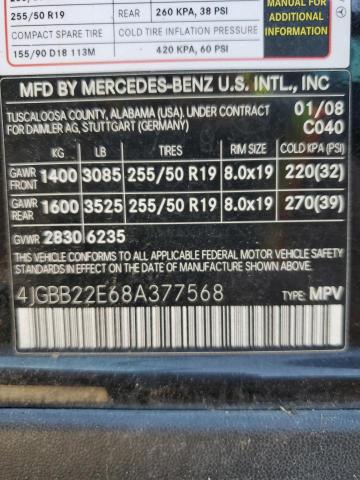 255/50 R19 REAR 260 KPA, 38 PSI
COMPACT SPARE TIRE COLD TIRE INFLATION PRESSURE
155/90 D18 113M 420 KPA, 60 PSI
MANUAL FOR
ADDITIONAL
INFORMATION
MFD BY MERCEDES-BENZ U.S. INTL., INC
TUSCALOOSA COUNTY, ALABAMA (USA), UNDER CONTRACT 01/08
FOR DAIMLER AG, STUTTGART (GERMANY) C040
KG LB TIRES RIM SIZE COLD KPA (PSI)
GAWR FRONT 1400 3085 255/50 R19 8.0x19 220(32)
GAWR REAR 1600 3525 255/50 R19 8.0x19 270(39)
GVWR 2830 6235
THIS VEHICLE CONFORMS TO ALL APPLICABLE FEDERAL MOTOR VEHICLE SAFETY
STANDARDS IN EFFECT ON THE DATE OF MANUFACTURE SHOWN ABOVE.
4JGBB22E68A377568 TYPE: MPV